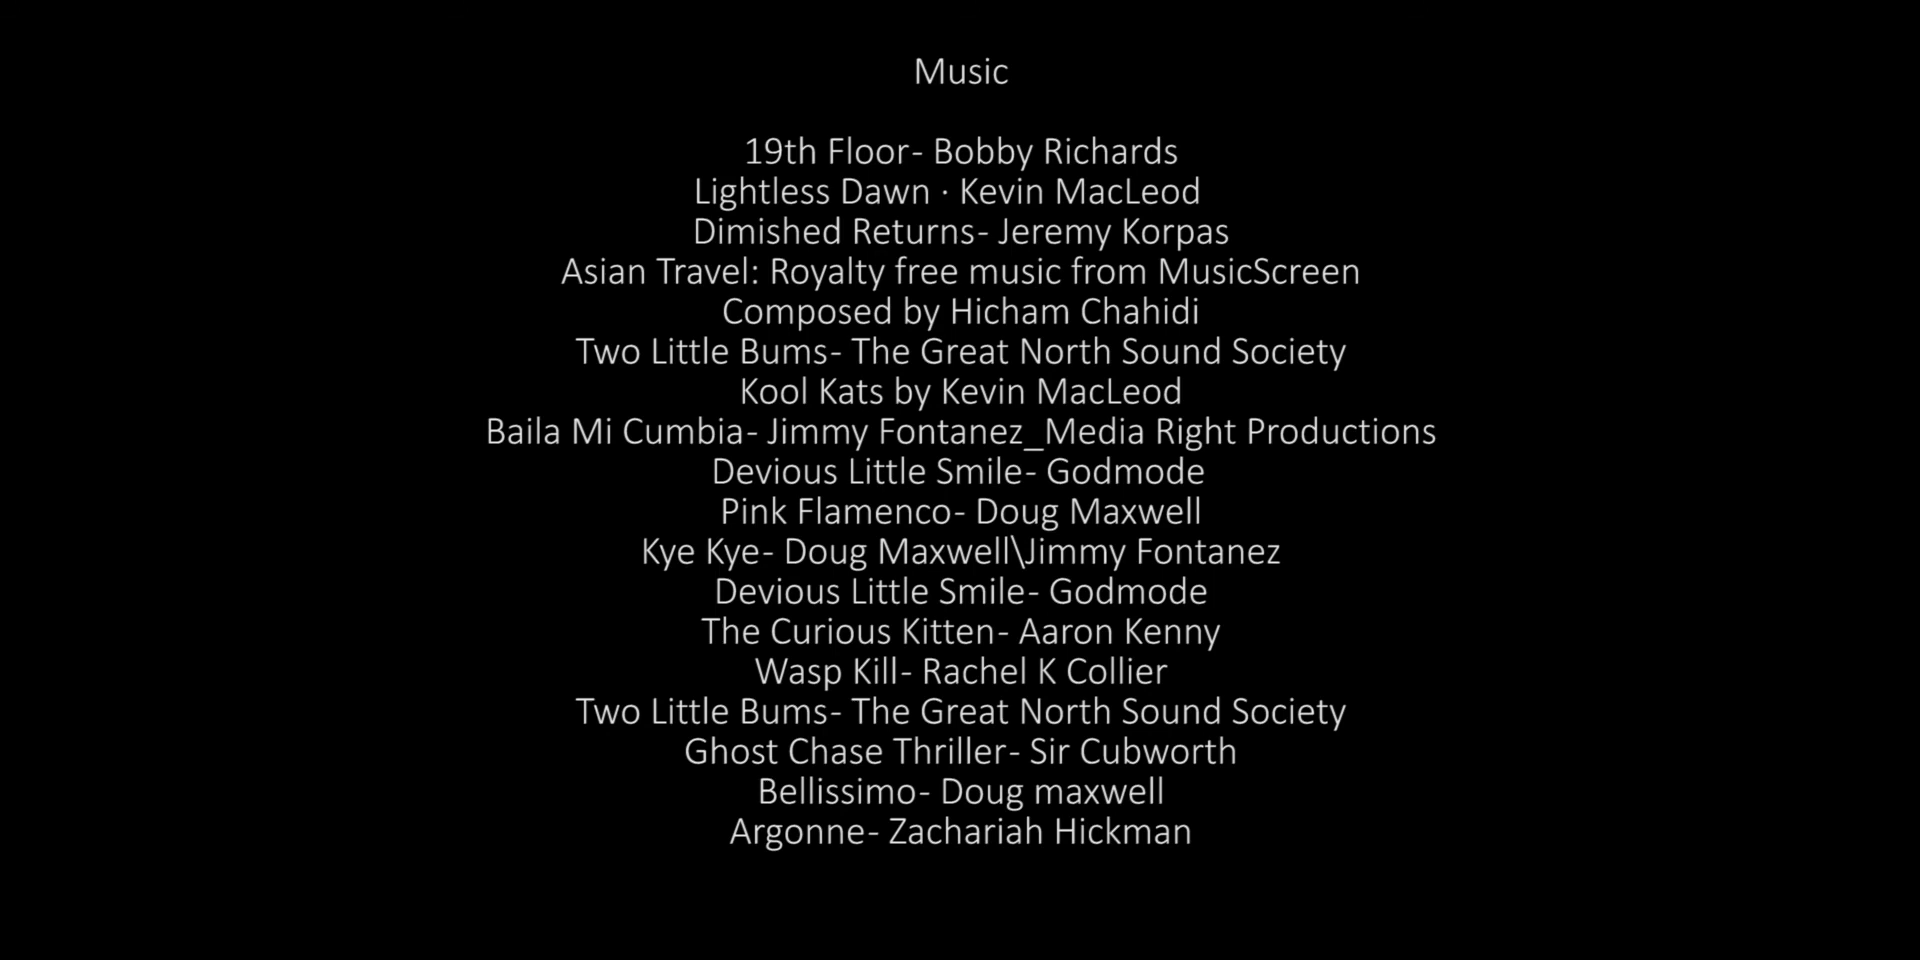 Music
19th Floor- Bobby Richards
Lightless Dawn · Kevin MacLeod
Dimished Returns- Jeremy Korpas
Asian Travel: Royalty free music from MusicScreen
Composed by Hicham Chahidi
Two Little Bums- The Great North Sound Society
Kool Kats by Kevin MacLeod
Baila Mi Cumbia- Jimmy Fontanez_Media Right Productions
Devious Little Smile- Godmode
Pink Flamenco- Doug Maxwell
Kye Kye- Doug Maxwell\Jimmy Fontanez
Devious Little Smile- Godmode
The Curious Kitten- Aaron Kenny
Wasp Kill- Rachel K Collier
Two Little Bums- The Great North Sound Society
Ghost Chase Thriller- Sir Cubworth
Bellissimo- Doug maxwell
Argonne- Zachariah Hickman